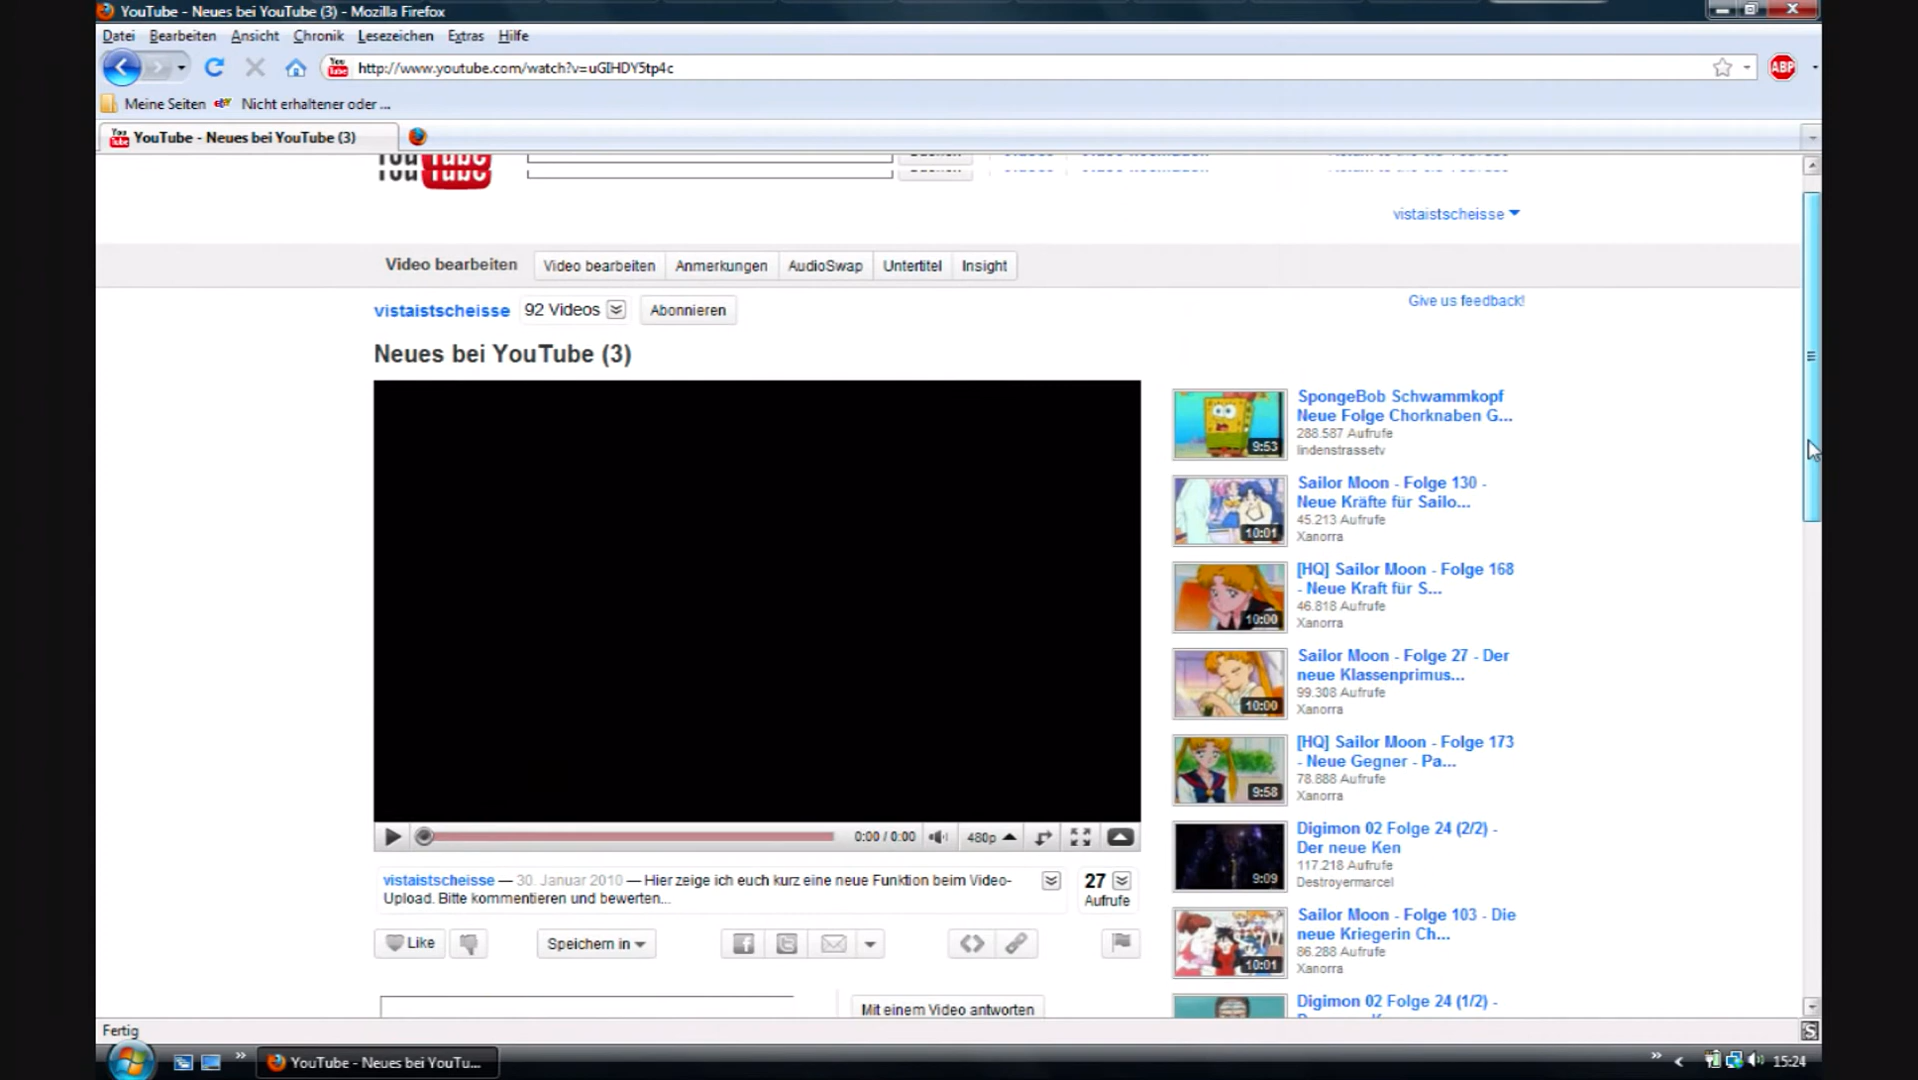 YouTube - Neues bei YouTube (3) - Mozilla Firefox
Datei Bearbeiten Ansicht Chronik Lesezeichen Extras Hilfe
You Tube http://www.youtube.com/watch?v=uGIHDY5tp4c ABP
Meine Seiten ebY Nicht erhaltener oder ...
You Tube YouTube - Neues bei YouTube (3)
You Tube
vistaistscheisse
Video bearbeiten Video bearbeiten Anmerkungen AudioSwap Untertitel Insight
vistaistscheisse 92 Videos Abonnieren
Give us feedback!
Neues bei YouTube (3)
0:00 / 0:00 480p
vistaistscheisse — 30. Januar 2010 — Hier zeige ich euch kurz eine neue Funktion beim Video-
Upload. Bitte kommentieren und bewerten...
27
Aufrufe
Like Speichern in
Mit einem Video antworten
SpongeBob Schwammkopf
Neue Folge Chorknaben G...
288.587 Aufrufe
lindenstrassetv
9:53
Sailor Moon - Folge 130 -
Neue Kräfte für Sailo...
45.213 Aufrufe
Xanorra
10:01
[HQ] Sailor Moon - Folge 168
- Neue Kraft für S...
46.818 Aufrufe
Xanorra
10:00
Sailor Moon - Folge 27 - Der
neue Klassenprimus...
99.308 Aufrufe
Xanorra
10:00
[HQ] Sailor Moon - Folge 173
- Neue Gegner - Pa...
78.888 Aufrufe
Xanorra
9:58
Digimon 02 Folge 24 (2/2) -
Der neue Ken
117.218 Aufrufe
Destroyermarcel
9:09
Sailor Moon - Folge 103 - Die
neue Kriegerin Ch...
86.288 Aufrufe
Xanorra
10:01
Digimon 02 Folge 24 (1/2) -
Fertig
YouTube - Neues bei YouTu...
15:24